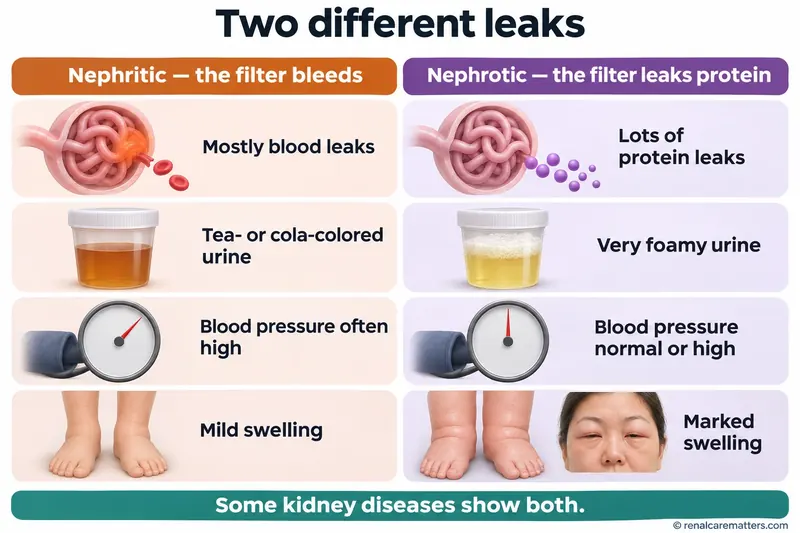 Two different leaks
Nephritic — the filter bleeds
Nephrotic — the filter leaks protein
Mostly blood leaks
Lots of
protein leaks
Tea- or cola-colored
urine
Very foamy urine
Blood pressure often
high
Blood pressure
normal or high
Mild swelling
Marked
swelling
Some kidney diseases show both.
© renalcarematters.com